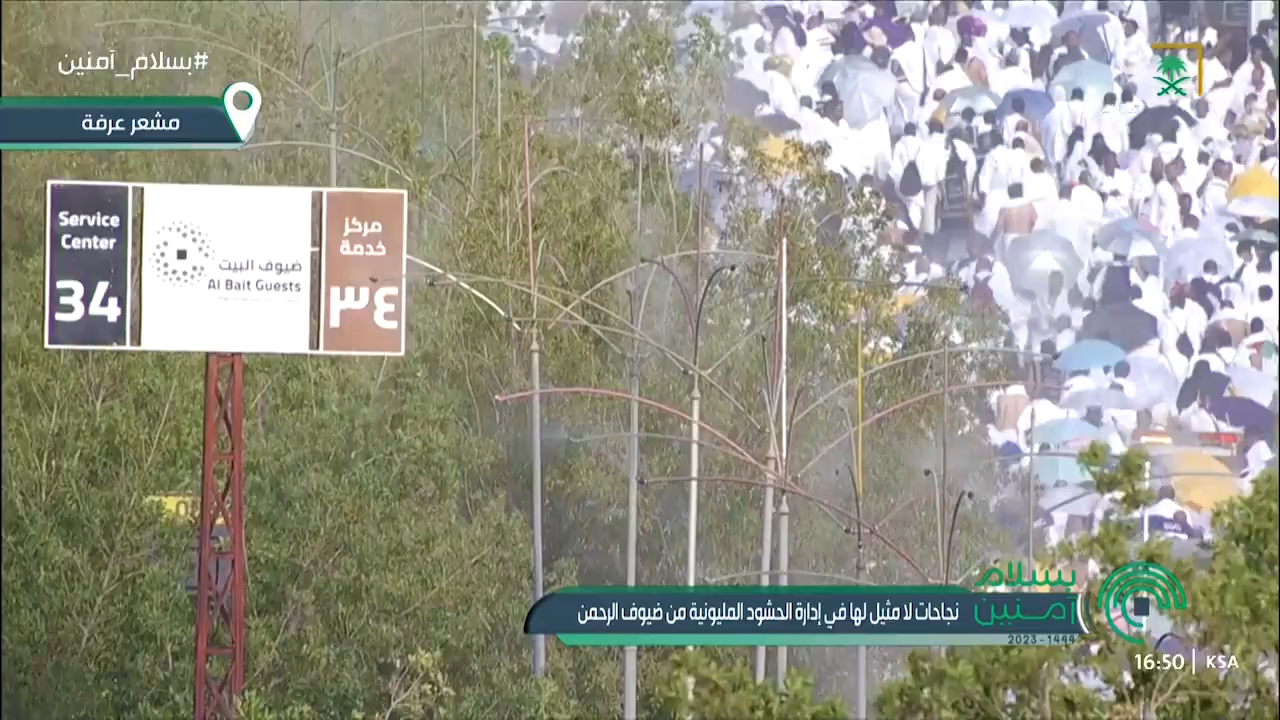 #بسلام_آمنين
مشعر عرفة
Service
Center
34
ضيوف البيت
Al Bait Guests
مركز
خدمة
٣٤
نجاحات لا مثيل لها في إدارة الحشود المليونية من ضيوف الرحمن
بسلام
آمنين
2023-1444
16:50 | KSA